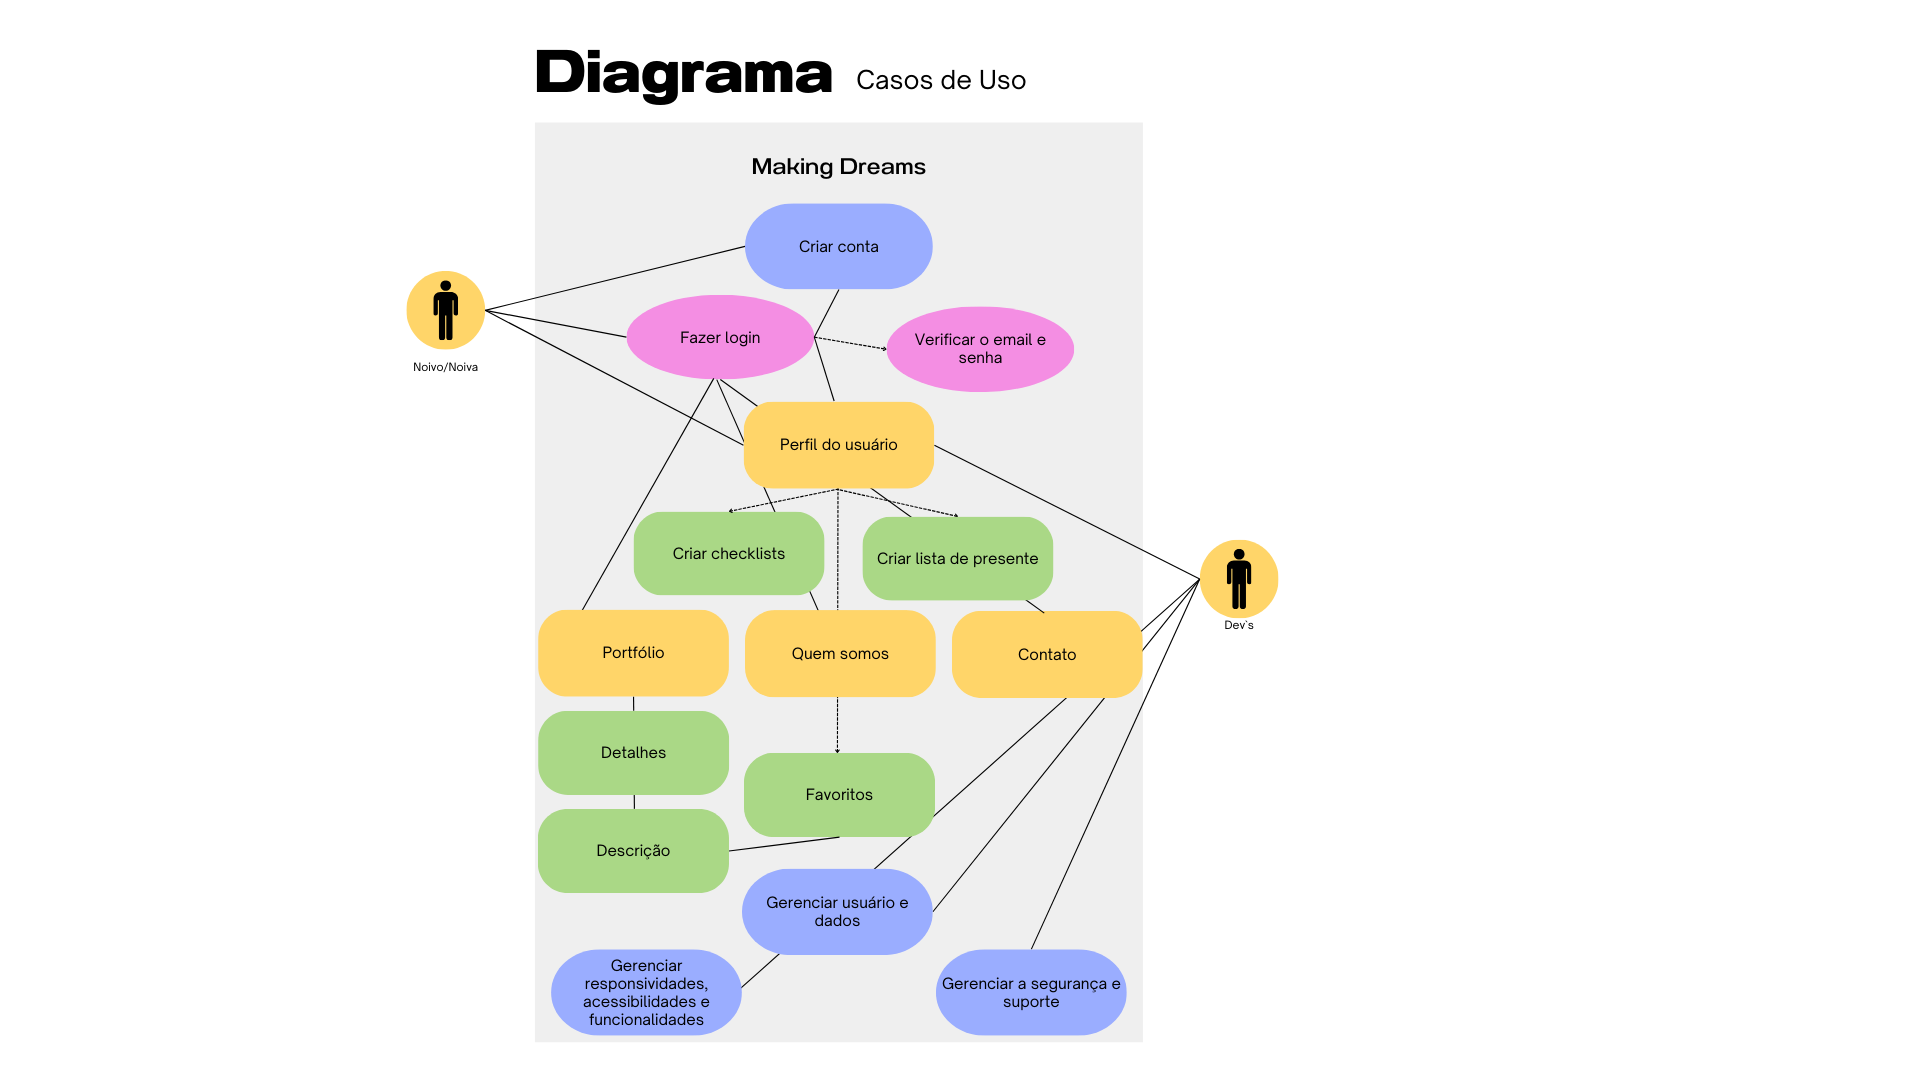 Diagrama Casos de Uso
Making Dreams
Criar conta
Noivo/Noiva
Fazer login
Verificar o email e
senha
Perfil do usuário
Criar checklists
Criar lista de presente
Dev`s
Portfólio
Quem somos
Contato
Detalhes
Favoritos
Descrição
Gerenciar usuário e
dados
Gerenciar
responsividades,
acessibilidades e
funcionalidades
Gerenciar a segurança e
suporte